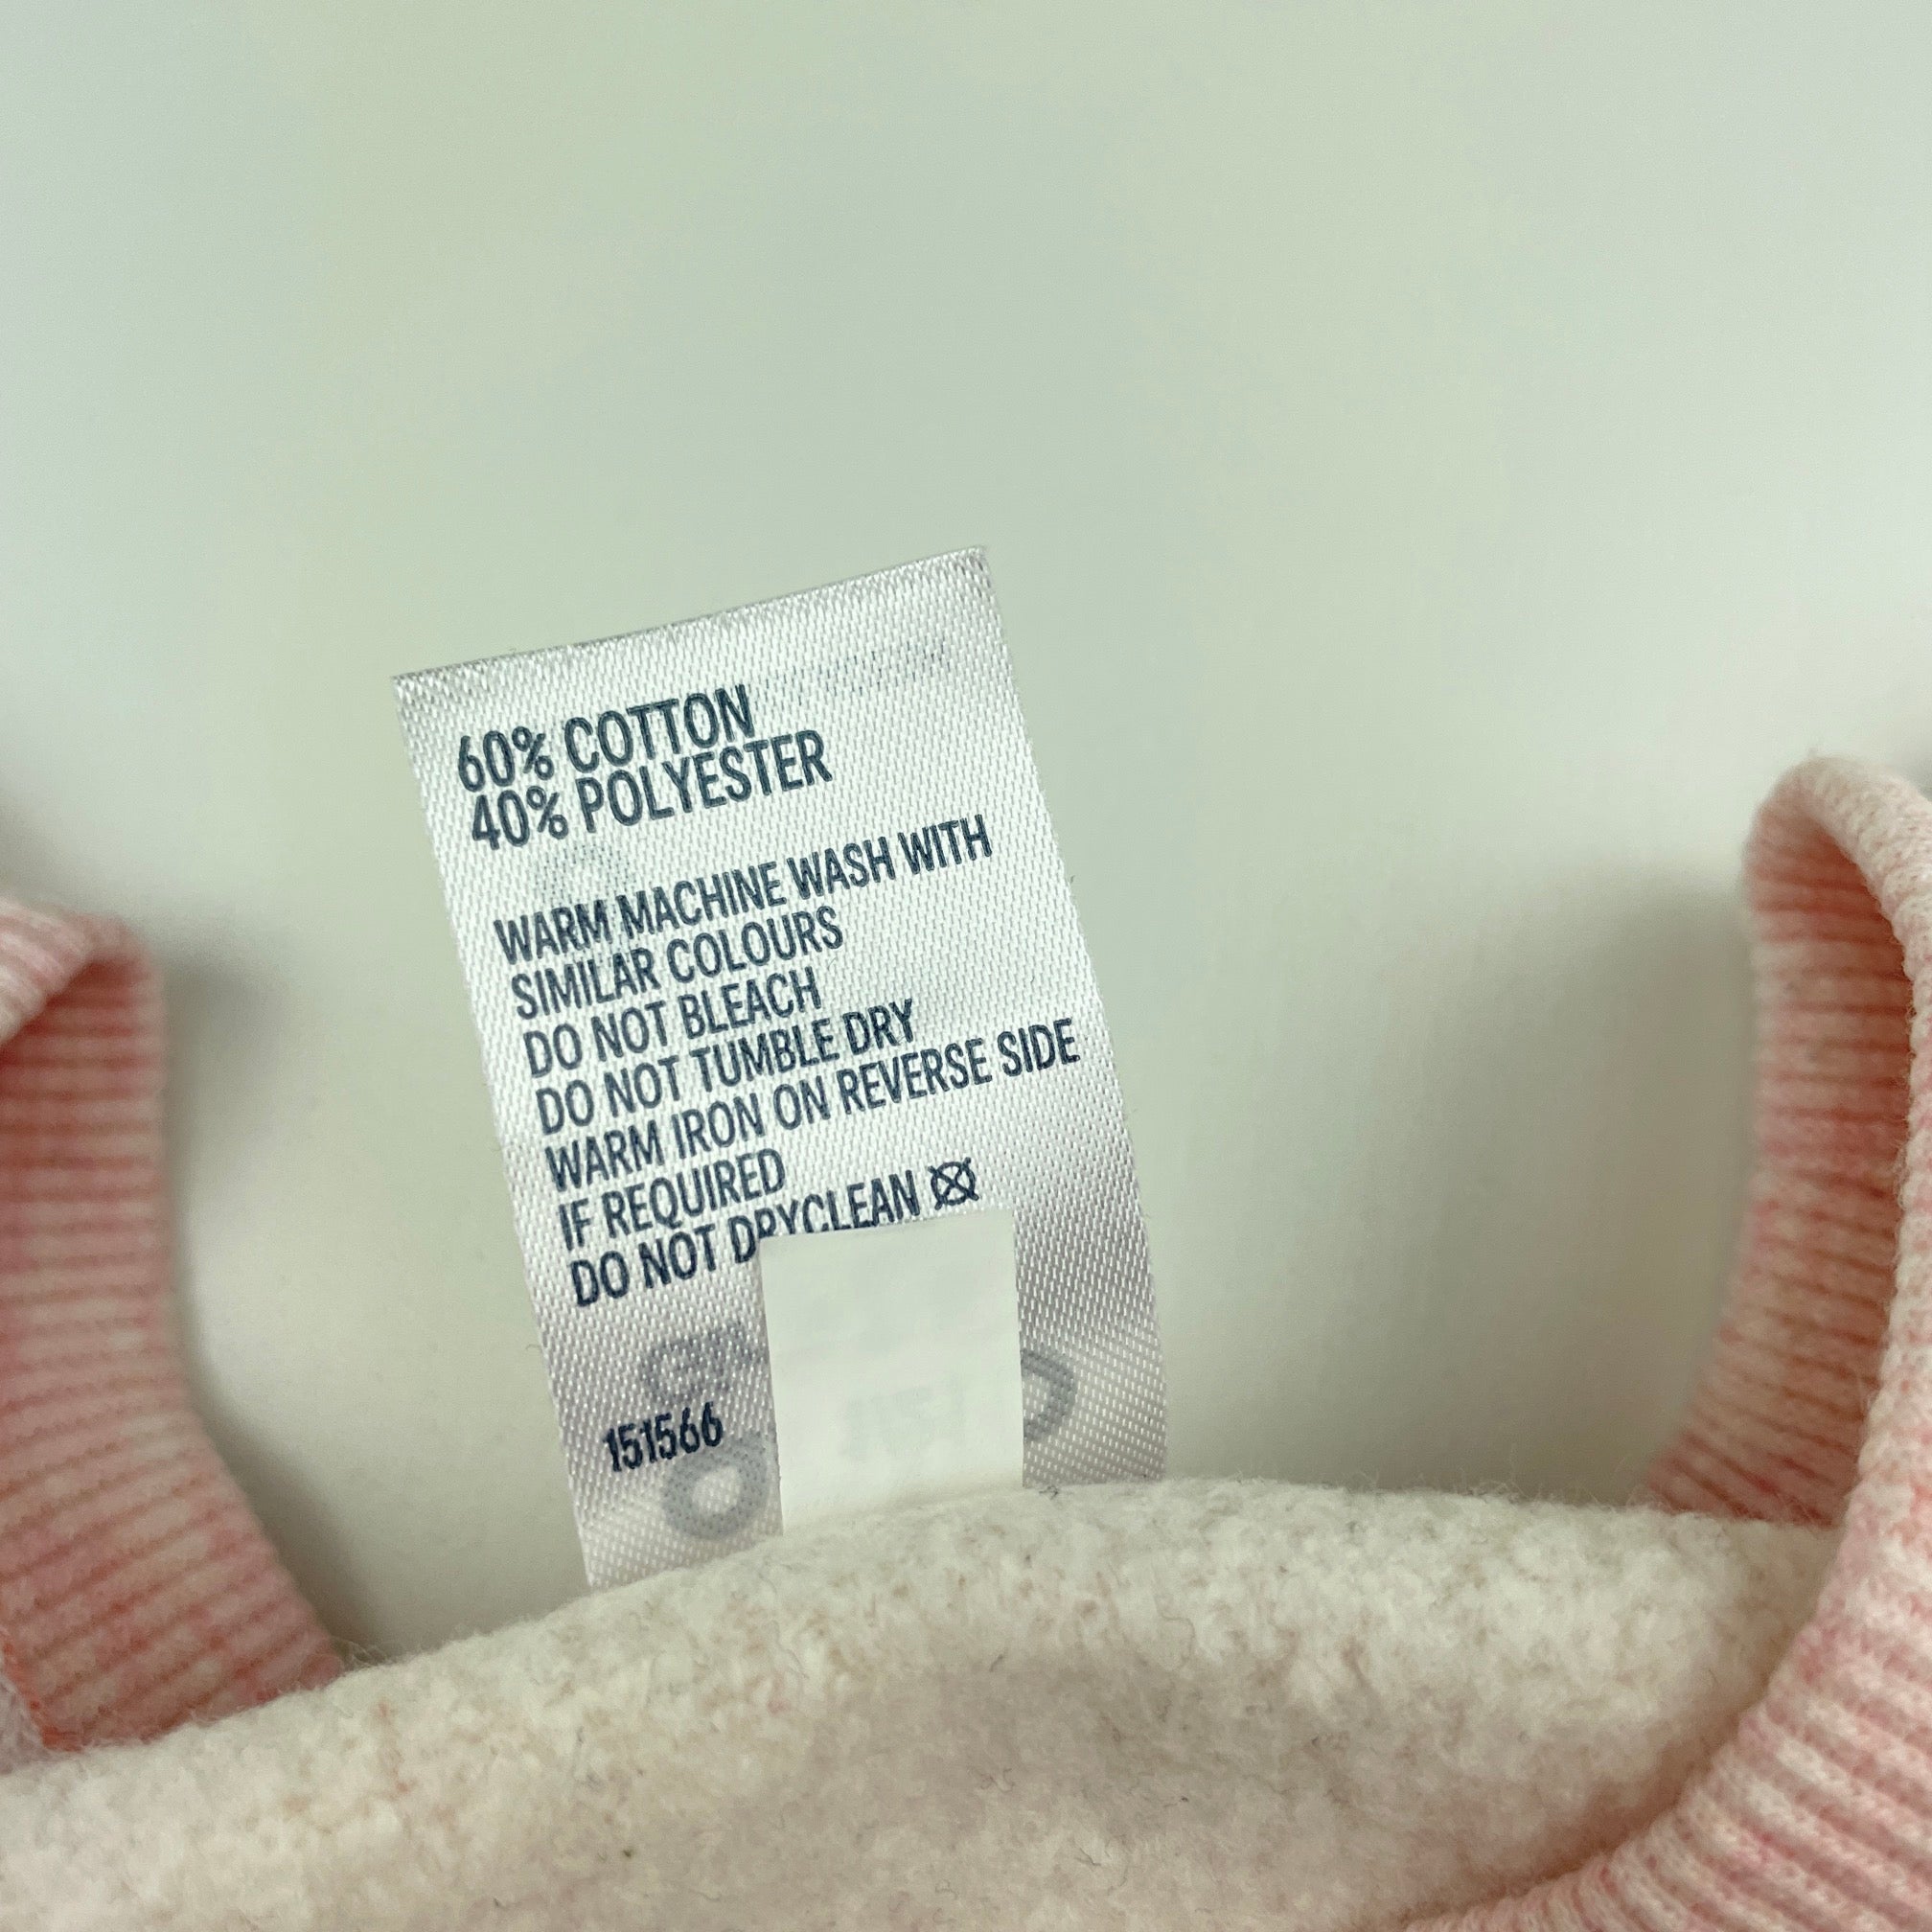 60% COTTON
40% POLYESTER
WARM MACHINE WASH WITH
SIMILAR COLOURS
DO NOT BLEACH
DO NOT TUMBLE DRY
WARM IRON ON REVERSE SIDE
IF REQUIRED
DO NOT DRYCLEAN
151566